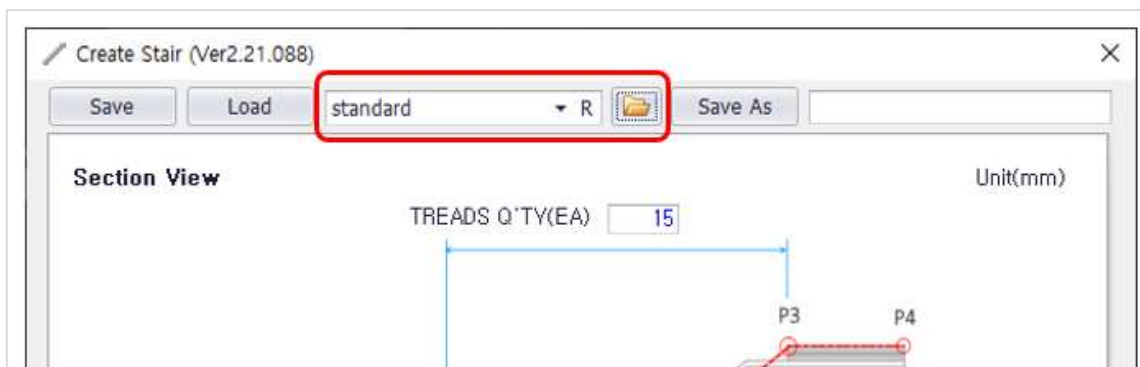 Create Stair (Ver2.21.088)
Save Load standard R Save As
Section View Unit(mm)
TREADS Q`TY(EA) 15
P3 P4